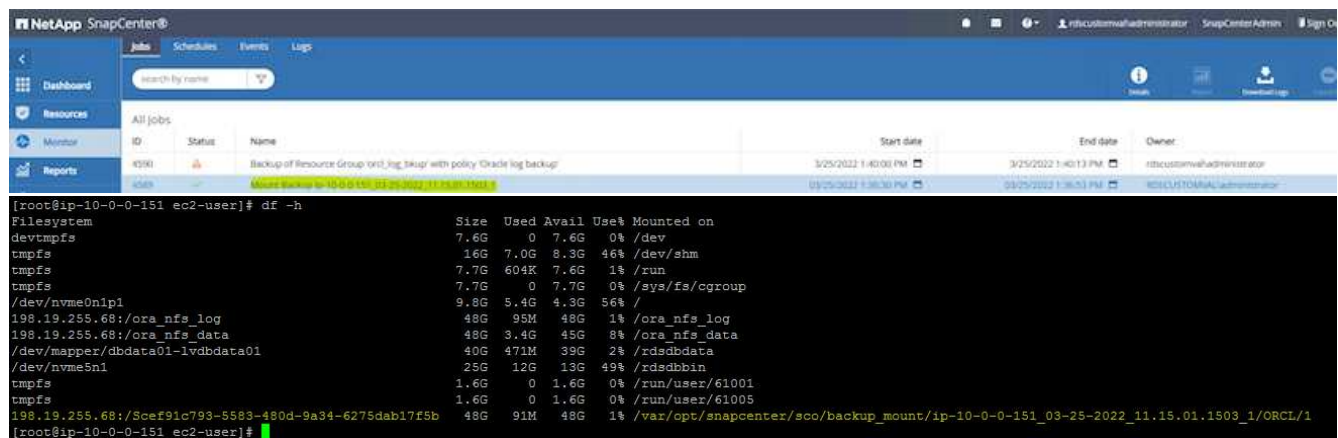 NetApp SnapCenter®
rdscustomval\administrator SnapCenterAdmin Sign Out
Jobs Schedules Events Logs
Dashboard
search by name
Details Download Logs
Resources
All jobs
Monitor
ID Status Name Start date End date Owner
Reports
4590 Backup of Resource Group 'orcl_log_bkup' with policy 'Oracle log backup' 3/25/2022 1:40:00 PM 3/25/2022 1:40:13 PM rdscustomval\administrator
4589 Mount Backup ip-10-0-0-151_03-25-2022_11.15.01.1503_1 03/25/2022 1:36:30 PM 03/25/2022 1:36:53 PM RDSCUSTOMVAL\administrator
[root@ip-10-0-0-151 ec2-user]# df -h
Filesystem Size Used Avail Use% Mounted on
devtmpfs 7.6G 0 7.6G 0% /dev
tmpfs 16G 7.0G 8.3G 46% /dev/shm
tmpfs 7.7G 604K 7.6G 1% /run
tmpfs 7.7G 0 7.7G 0% /sys/fs/cgroup
/dev/nvme0n1p1 9.8G 5.4G 4.3G 56% /
198.19.255.68:/ora_nfs_log 48G 95M 48G 1% /ora_nfs_log
198.19.255.68:/ora_nfs_data 48G 3.4G 45G 8% /ora_nfs_data
/dev/mapper/dbdata01-lvdbdata01 40G 471M 39G 2% /rdsdbdata
/dev/nvme5n1 25G 12G 13G 49% /rdsdbbin
tmpfs 1.6G 0 1.6G 0% /run/user/61001
tmpfs 1.6G 0 1.6G 0% /run/user/61005
198.19.255.68:/Scef91c793-5583-480d-9a34-6275dab17f5b 48G 91M 48G 1% /var/opt/snapcenter/sco/backup_mount/ip-10-0-0-151_03-25-2022_11.15.01.1503_1/ORCL/1
[root@ip-10-0-0-151 ec2-user]#